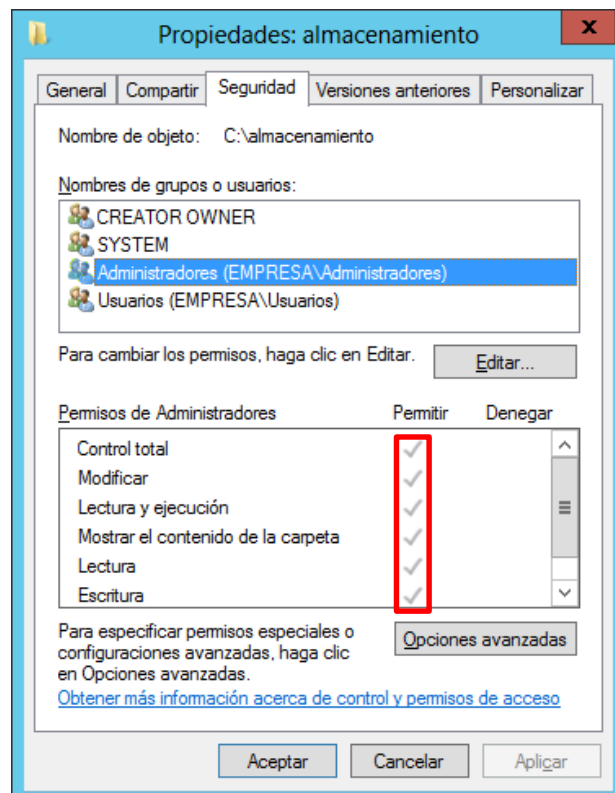 Propiedades: almacenamiento
x
General Compartir Seguridad Versiones anteriores Personalizar
Nombre de objeto: C:\almacenamiento
Nombres de grupos o usuarios:
CREATOR OWNER
SYSTEM
Administradores (EMPRESA\Administradores)
Usuarios (EMPRESA\Usuarios)
Para cambiar los permisos, haga clic en Editar. Editar...
Permisos de Administradores Permitir Denegar
Control total
Modificar
Lectura y ejecución
Mostrar el contenido de la carpeta
Lectura
Escritura
Para especificar permisos especiales o
configuraciones avanzadas, haga clic
en Opciones avanzadas.
Opciones avanzadas
Obtener más información acerca de control y permisos de acceso
Aceptar Cancelar Aplicar